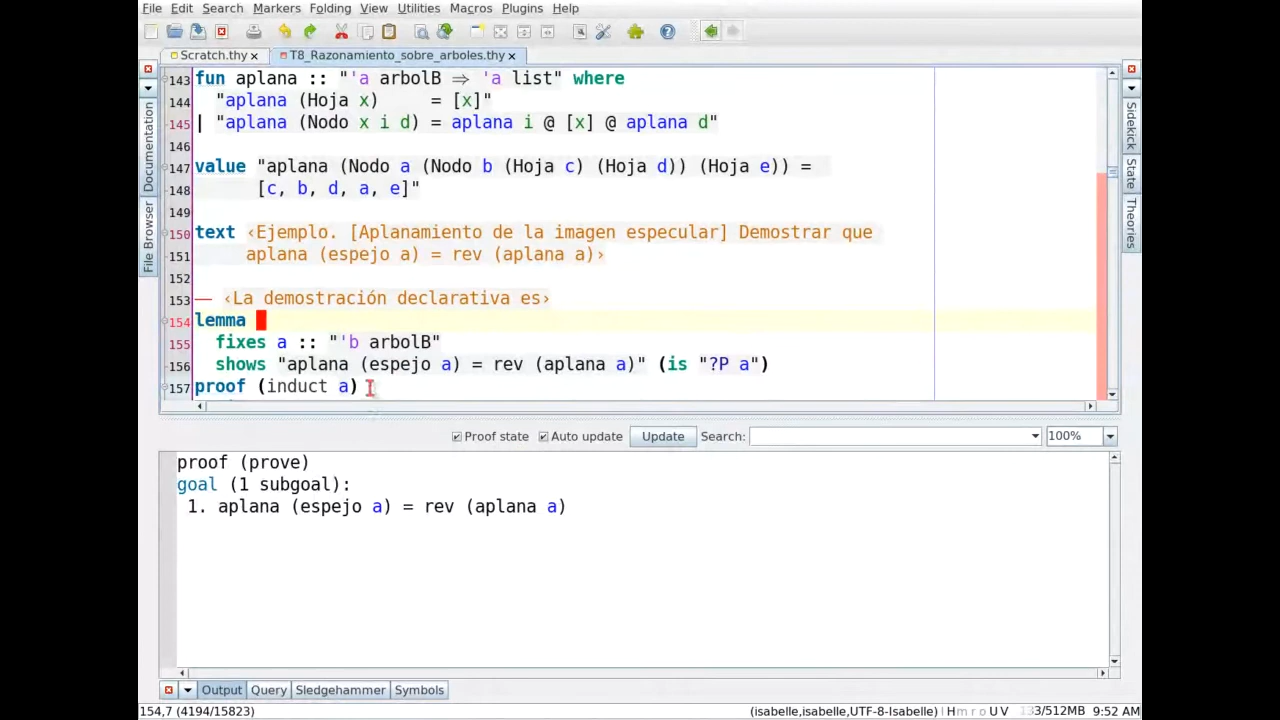 File Edit Search Markers Folding View Utilities Macros Plugins Help
Scratch.thy T8_Razonamiento_sobre_arboles.thy
143 fun aplana :: "'a arbolB ⇒ 'a list" where
144 "aplana (Hoja x) = [x]"
145 | "aplana (Nodo x i d) = aplana i @ [x] @ aplana d"
146
147 value "aplana (Nodo a (Nodo b (Hoja c) (Hoja d)) (Hoja e)) =
148 [c, b, d, a, e]"
149
150 text ‹Ejemplo. [Aplanamiento de la imagen especular] Demostrar que
151 aplana (espejo a) = rev (aplana a)›
152
153 — ‹La demostración declarativa es›
154 lemma
155 fixes a :: "'b arbolB"
156 shows "aplana (espejo a) = rev (aplana a)" (is "?P a")
157 proof (induct a)
Documentation
File Browser
Sidekick
State
Theories
Proof state Auto update Update Search: 100%
proof (prove)
goal (1 subgoal):
1. aplana (espejo a) = rev (aplana a)
Output Query Sledgehammer Symbols
154,7 (4194/15823) (isabelle,isabelle,UTF-8-Isabelle) H m r o U V 3/512MB 9:52 AM